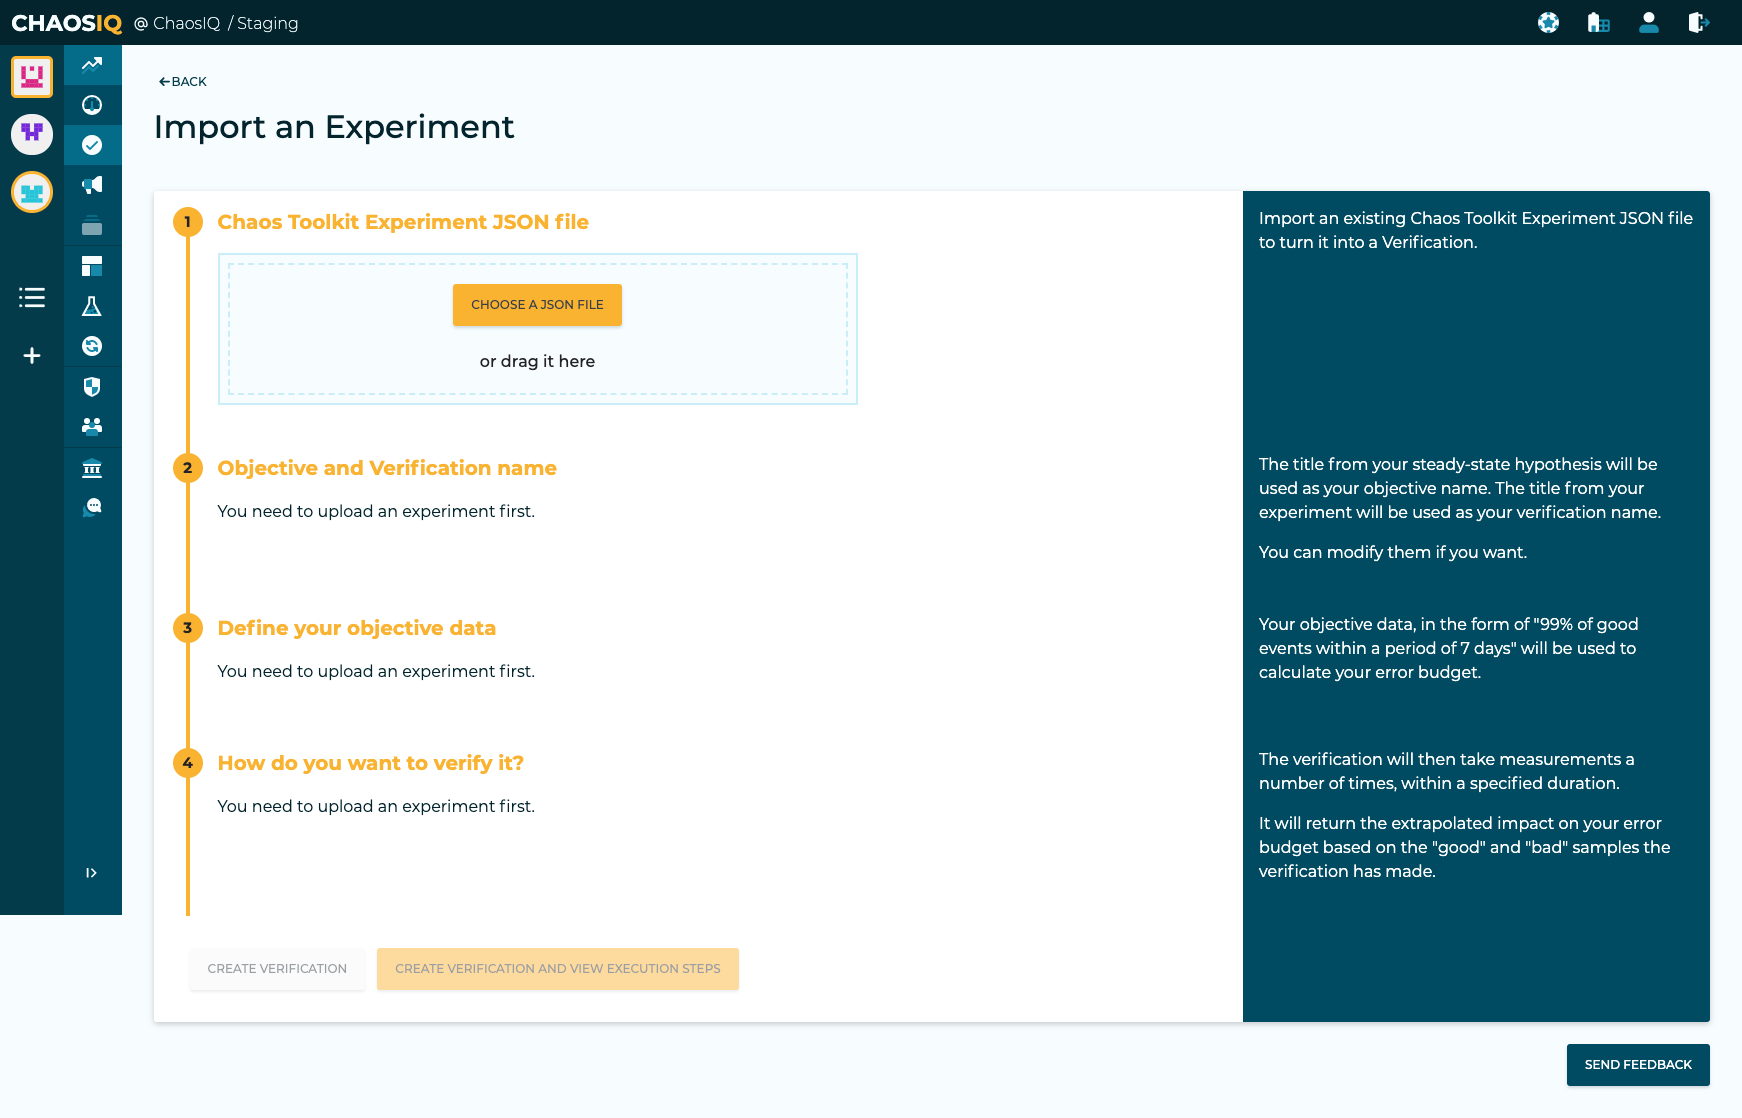 CHAOSIQ @ ChaosIQ / Staging
BACK
Import an Experiment
1 Chaos Toolkit Experiment JSON file
CHOOSE A JSON FILE
or drag it here
Import an existing Chaos Toolkit Experiment JSON file
to turn it into a Verification.
2 Objective and Verification name
You need to upload an experiment first.
The title from your steady-state hypothesis will be
used as your objective name. The title from your
experiment will be used as your verification name.
You can modify them if you want.
3 Define your objective data
You need to upload an experiment first.
Your objective data, in the form of "99% of good
events within a period of 7 days" will be used to
calculate your error budget.
4 How do you want to verify it?
You need to upload an experiment first.
The verification will then take measurements a
number of times, within a specified duration.
It will return the extrapolated impact on your error
budget based on the "good" and "bad" samples the
verification has made.
CREATE VERIFICATION
CREATE VERIFICATION AND VIEW EXECUTION STEPS
SEND FEEDBACK